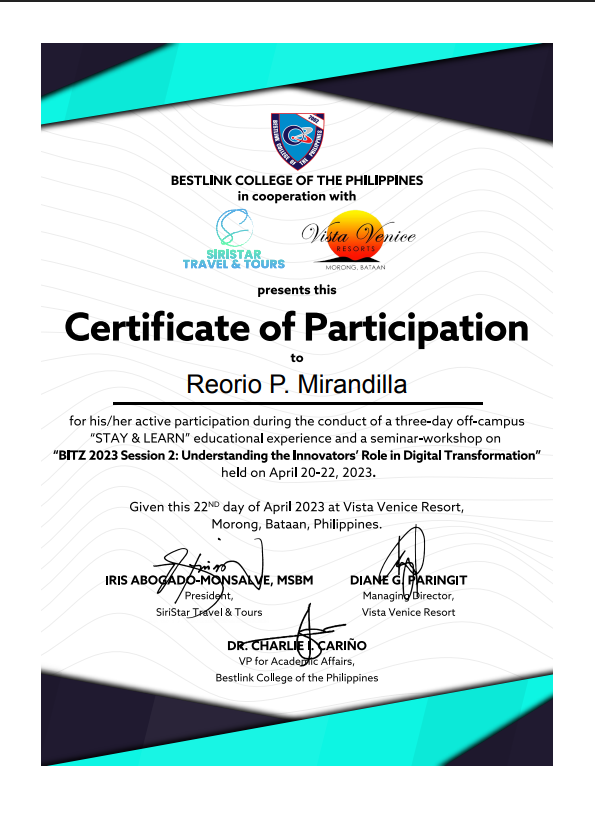 2002
BESTLINK COLLEGE OF THE PHILIPPINES
BESTLINK COLLEGE OF THE PHILIPPINES
in cooperation with
SIRISTAR
TRAVEL & TOURS
Vista Venice
RESORTS
MORONG, BATAAN
presents this
Certificate of Participation
to
Reorio P. Mirandilla
for his/her active participation during the conduct of a three-day off-campus
"STAY & LEARN" educational experience and a seminar-workshop on
"BITZ 2023 Session 2: Understanding the Innovators' Role in Digital Transformation"
held on April 20-22, 2023.
Given this 22ND day of April 2023 at Vista Venice Resort,
Morong, Bataan, Philippines.
IRIS ABOGADO-MONSALVE, MSBM
President,
SiriStar Travel & Tours
DIANE G. PARINGIT
Managing Director,
Vista Venice Resort
DR. CHARLIE I. CARIÑO
VP for Academic Affairs,
Bestlink College of the Philippines